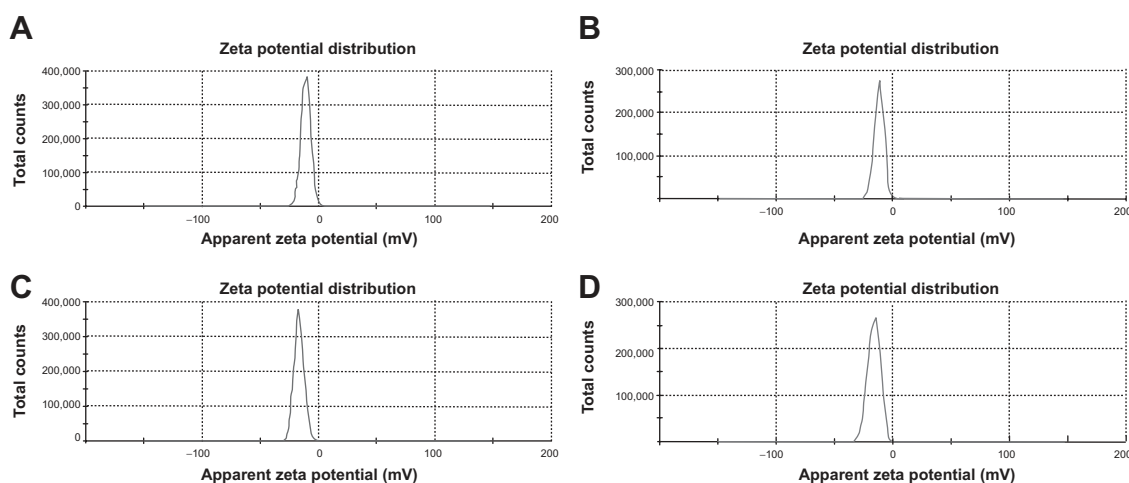 A
Zeta potential distribution
Total counts
400,000
300,000
200,000
100,000
0
−100
0
100
200
Apparent zeta potential (mV)
B
Zeta potential distribution
Total counts
300,000
200,000
100,000
−100
0
100
200
Apparent zeta potential (mV)
C
Zeta potential distribution
Total counts
400,000
300,000
200,000
100,000
0
−100
0
100
200
Apparent zeta potential (mV)
D
Zeta potential distribution
Total counts
300,000
200,000
100,000
−100
0
100
200
Apparent zeta potential (mV)